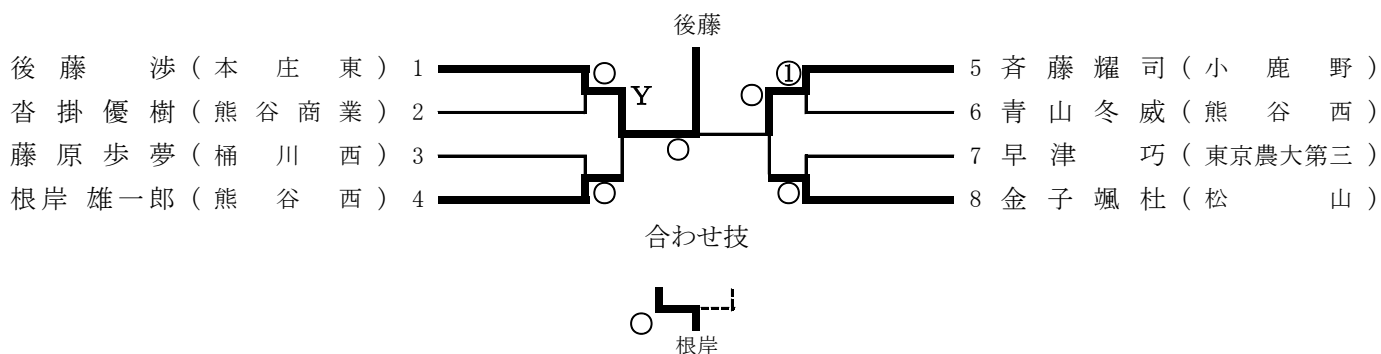 後藤
後藤 渉 ( 本庄東 ) 1 ○ ① 5 斉藤耀司 ( 小鹿野 )
沓掛優樹 ( 熊谷商業 ) 2 Y ○ 6 青山冬威 ( 熊谷西 )
藤原歩夢 ( 桶川西 ) 3 ○ 7 早津 巧 ( 東京農大第三 )
根岸雄一郎 ( 熊谷西 ) 4 ○ ○ 8 金子颯杜 ( 松山 )
合わせ技
○
根岸